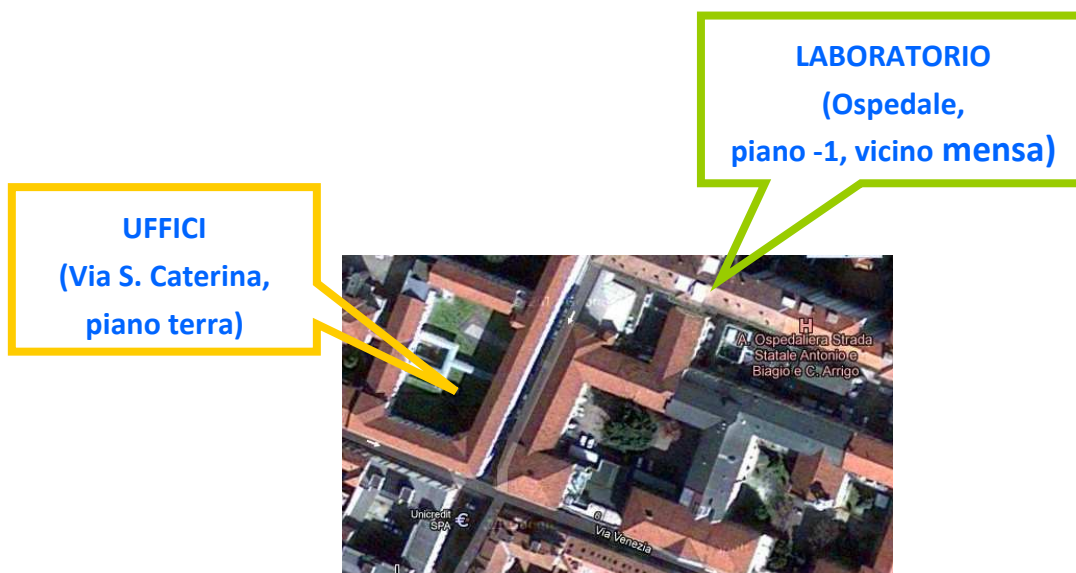 LABORATORIO
(Ospedale,
piano -1, vicino mensa)
UFFICI
(Via S. Caterina,
piano terra)
H
A. Ospedaliera Strada
Statale Antonio e
Biagio e C. Arrigo
Unicredit
SPA €
6
Via Venezia